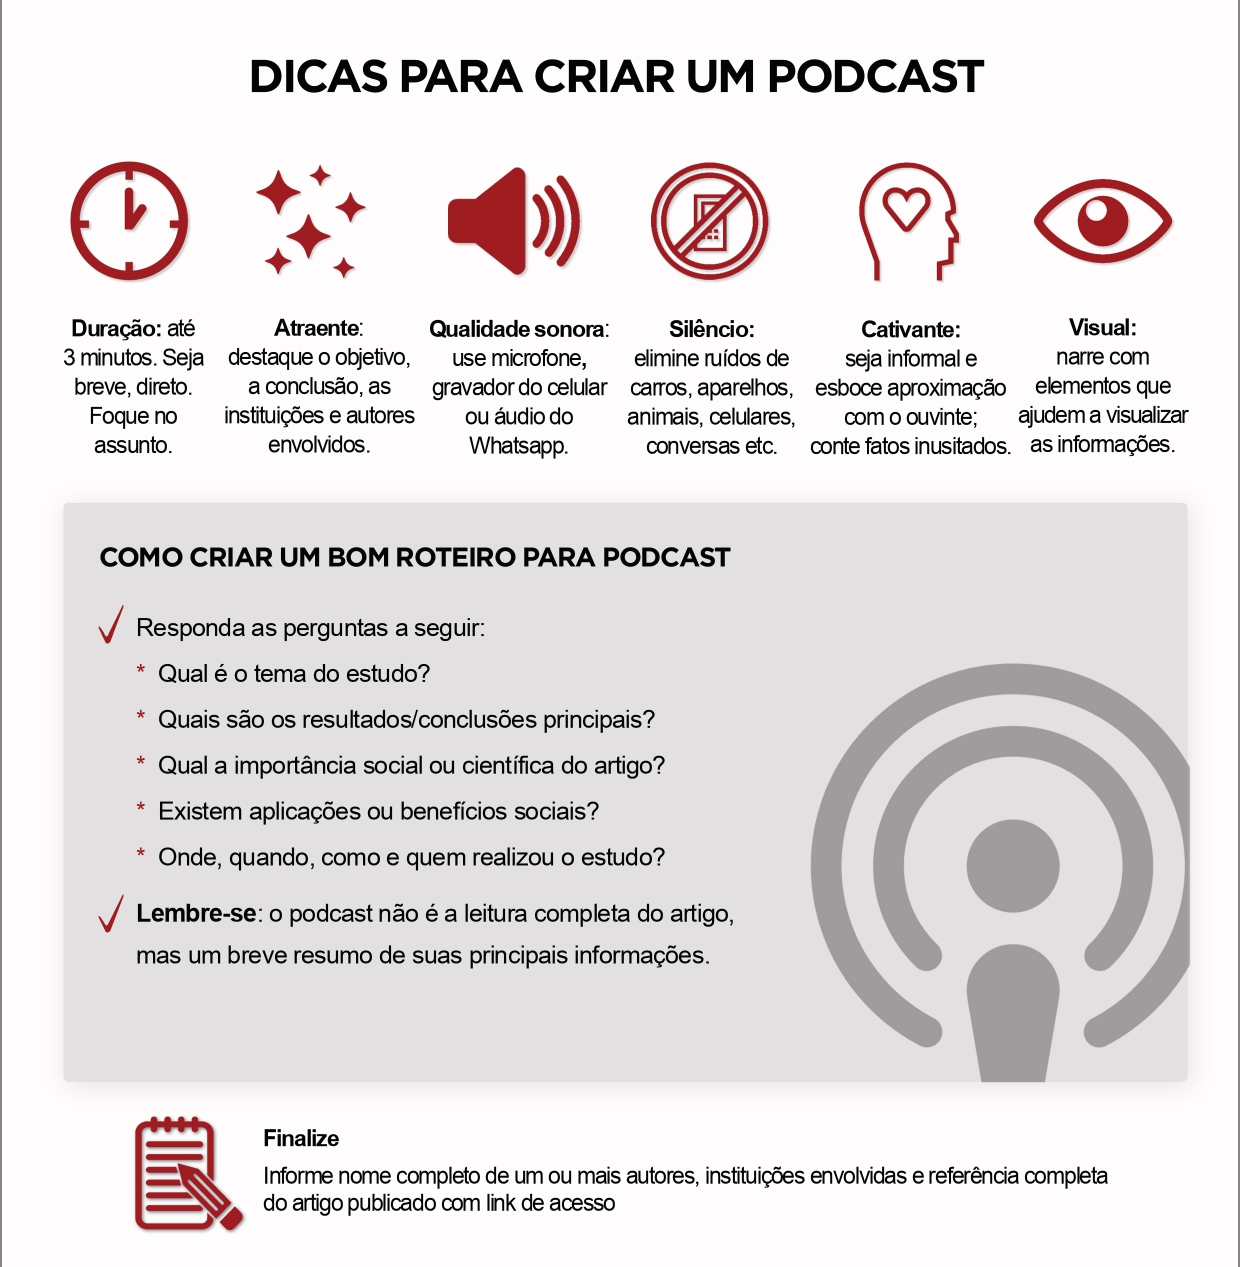 DICAS PARA CRIAR UM PODCAST
Duração: até
3 minutos. Seja
breve, direto.
Foque no
assunto.
Atraente:
destaque o objetivo,
a conclusão, as
instituições e autores
envolvidos.
Qualidade sonora:
use microfone,
gravador do celular
ou áudio do
Whatsapp.
Silêncio:
elimine ruídos de
carros, aparelhos,
animais, celulares,
conversas etc.
Cativante:
seja informal e
esboce aproximação
com o ouvinte;
conte fatos inusitados.
Visual:
narre com
elementos que
ajudem a visualizar
as informações.
COMO CRIAR UM BOM ROTEIRO PARA PODCAST
Responda as perguntas a seguir:
* Qual é o tema do estudo?
* Quais são os resultados/conclusões principais?
* Qual a importância social ou científica do artigo?
* Existem aplicações ou benefícios sociais?
* Onde, quando, como e quem realizou o estudo?
Lembre-se: o podcast não é a leitura completa do artigo,
mas um breve resumo de suas principais informações.
Finalize
Informe nome completo de um ou mais autores, instituições envolvidas e referência completa
do artigo publicado com link de acesso